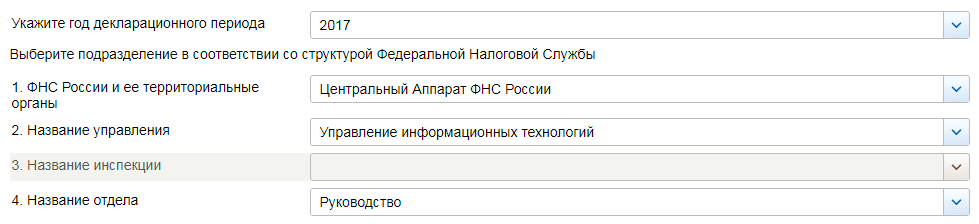 Укажите год декларационного периода 2017
Выберите подразделение в соответствии со структурой Федеральной Налоговой Службы
1. ФНС России и ее территориальные органы Центральный Аппарат ФНС России
2. Название управления Управление информационных технологий
3. Название инспекции
4. Название отдела Руководство